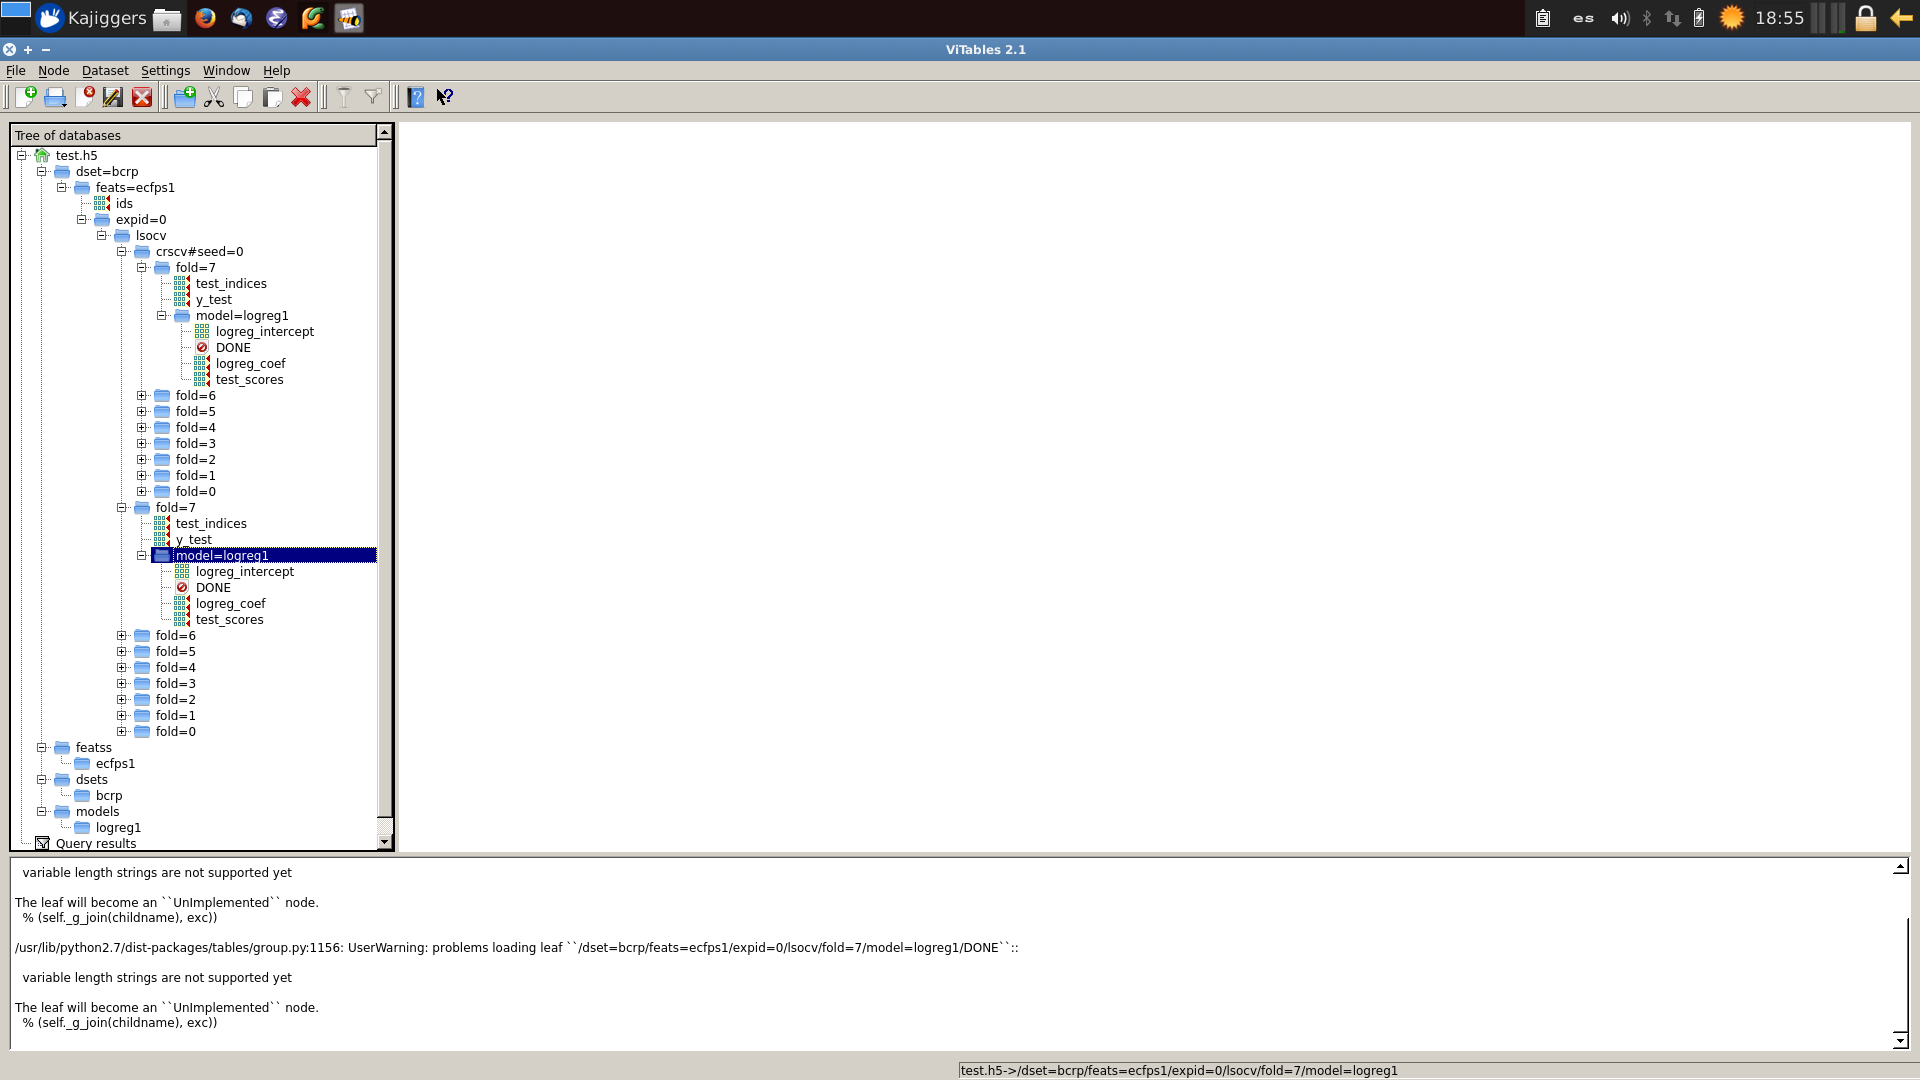 Kajiggers
es
18:55
ViTables 2.1
File Node Dataset Settings Window Help
Tree of databases
test.h5
dset=bcrp
feats=ecfps1
ids
expid=0
lsocv
crscv#seed=0
fold=7
test_indices
y_test
model=logreg1
logreg_intercept
DONE
logreg_coef
test_scores
fold=6
fold=5
fold=4
fold=3
fold=2
fold=1
fold=0
fold=7
test_indices
y_test
model=logreg1
logreg_intercept
DONE
logreg_coef
test_scores
fold=6
fold=5
fold=4
fold=3
fold=2
fold=1
fold=0
featss
ecfps1
dsets
bcrp
models
logreg1
Query results
variable length strings are not supported yet
The leaf will become an ``UnImplemented`` node.
% (self._g_join(childname), exc))
/usr/lib/python2.7/dist-packages/tables/group.py:1156: UserWarning: problems loading leaf ``/dset=bcrp/feats=ecfps1/expid=0/lsocv/fold=7/model=logreg1/DONE``::
variable length strings are not supported yet
The leaf will become an ``UnImplemented`` node.
% (self._g_join(childname), exc))
test.h5->/dset=bcrp/feats=ecfps1/expid=0/lsocv/fold=7/model=logreg1